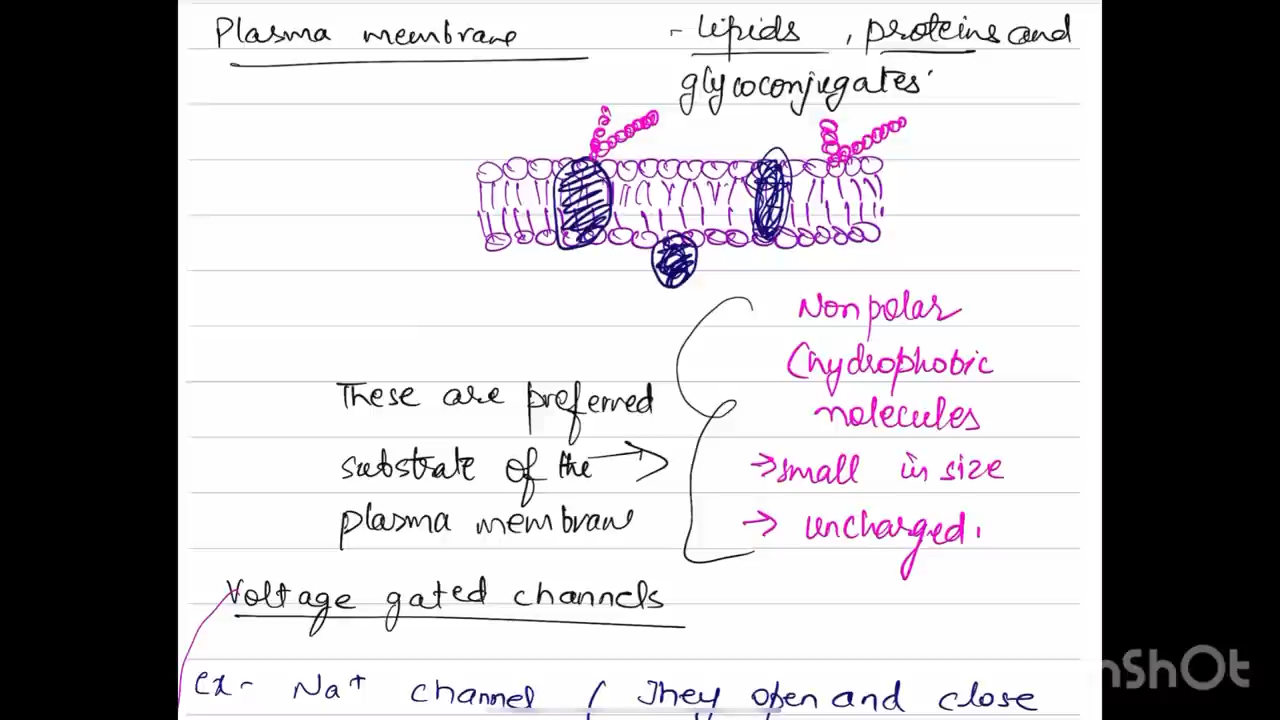 Plasma membrane - lipids, proteins and
glycoconjugates
Nonpolar
(hydrophobic
molecules
These are preferred
substrate of the →
plasma membrane
→ small in size
→ uncharged.
Voltage gated channels
ex- Na+ channel ( They open and close
nShOt